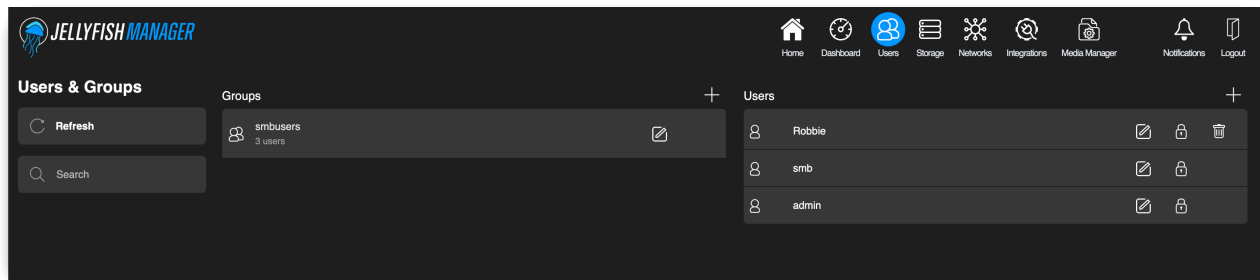 JELLYFISH MANAGER
Home
Dashboard
Users
Storage
Networks
Integrations
Media Manager
Notifications
Logout
Users & Groups
Refresh
Search
Groups
smbusers
3 users
Users
Robbie
smb
admin